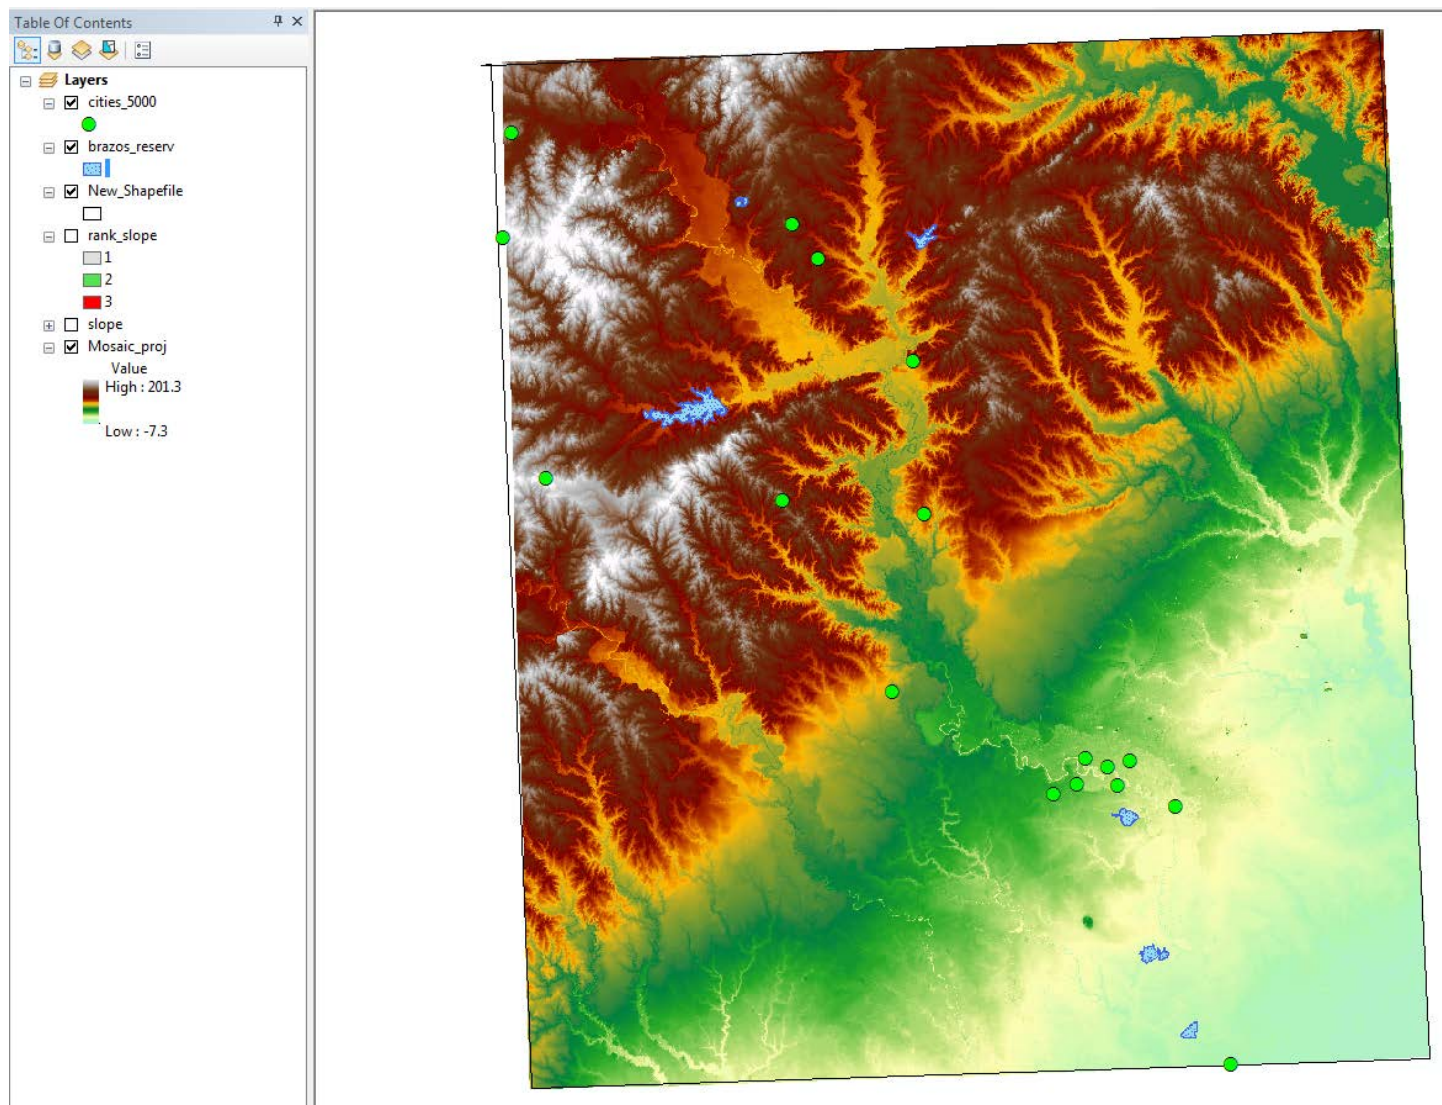 Table Of Contents
Layers
cities_5000
brazos_reserv
New_Shapefile
rank_slope
1
2
3
slope
Mosaic_proj
Value
High : 201.3
Low : -7.3